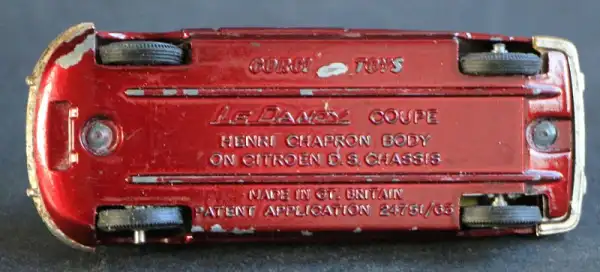 CORGI TOYS
Le Dandy COUPE
HENRI CHAPRON BODY
ON CITROEN D.S. CHASSIS
MADE IN GT. BRITAIN
PATENT APPLICATION 24751/65